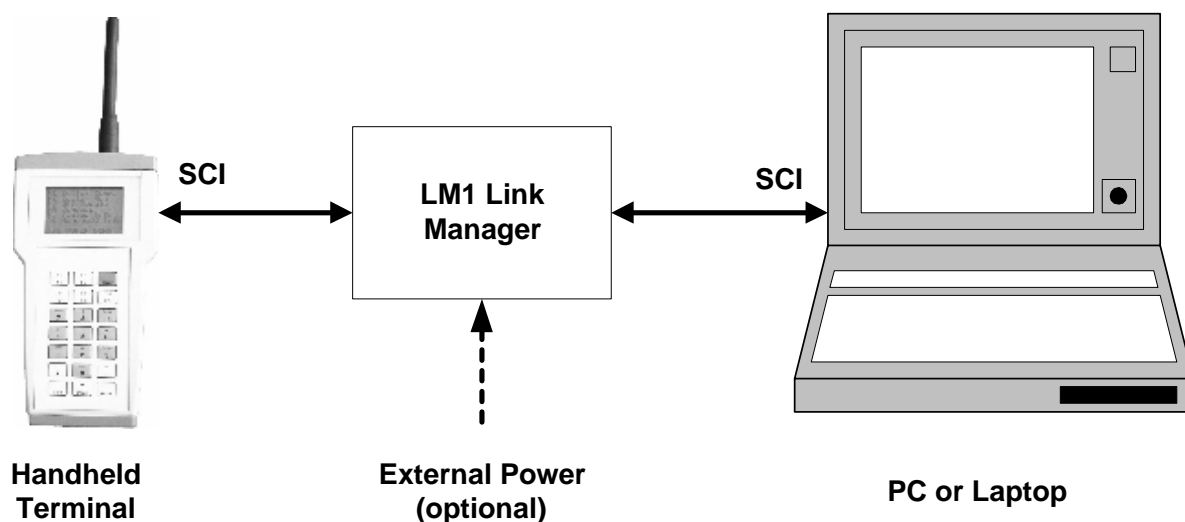 SCI
LM1 Link
Manager
SCI
Handheld
Terminal
External Power
(optional)
PC or Laptop